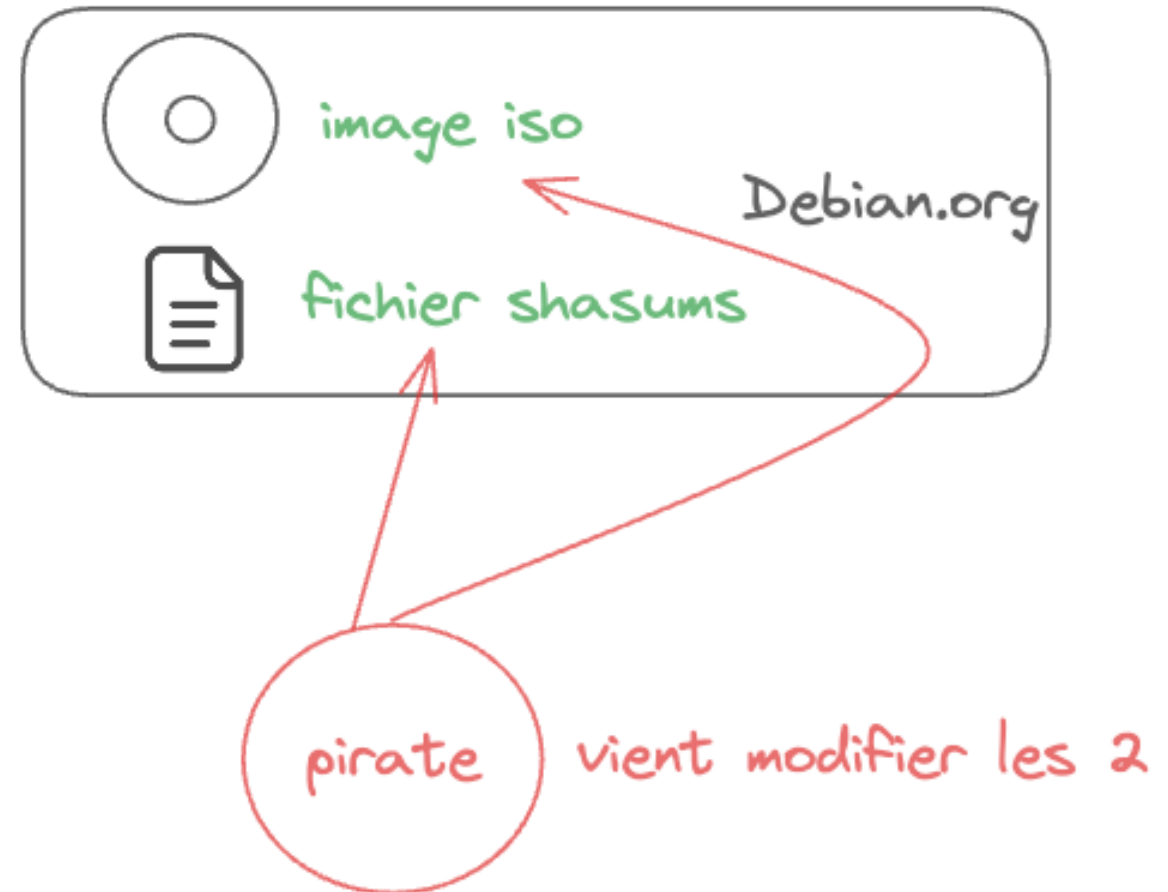 image iso
Debian.org
fichier shasums
pirate
vient modifier les 2